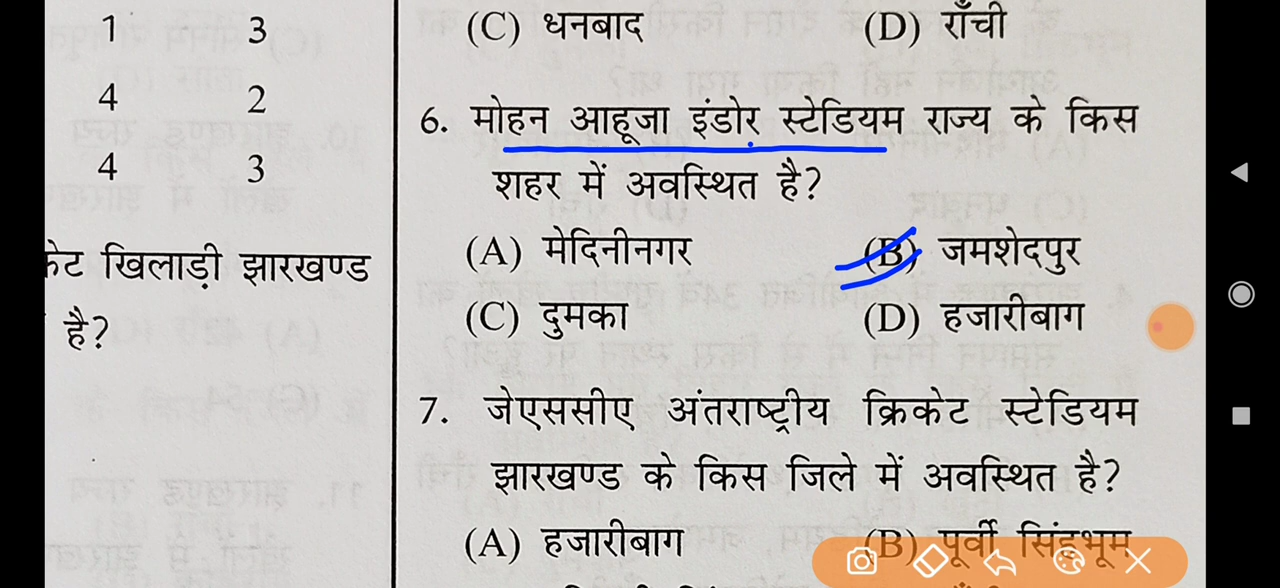 1 3
4 2
4 3
खिलाड़ी झारखण्ड
है?
(C) धनबाद (D) राँची
6. मोहन आहूजा इंडोर स्टेडियम राज्य के किस
शहर में अवस्थित है?
(A) मेदिनीनगर (B) जमशेदपुर
(C) दुमका (D) हजारीबाग
7. जेएससीए अंतराष्ट्रीय क्रिकेट स्टेडियम
झारखण्ड के किस जिले में अवस्थित है?
(A) हजारीबाग (B) पूर्वी सिंहभूम